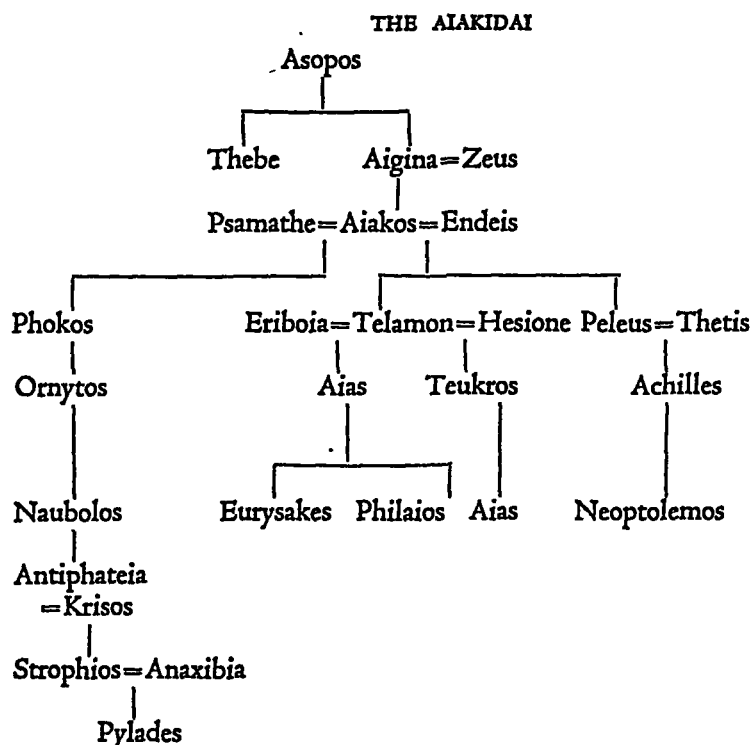 THE AIAKIDAI
Asopos
Thebe Aigina=Zeus
Psamathe=Aiakos=Endeis
Phokos Eriboia=Telamon=Hesione Peleus=Thetis
Ornytos Aias Teukros Achilles
Naubolos Eurysakes Philaios Aias Neoptolemos
Antiphateia
=Krisos
Strophios=Anaxibia
Pylades